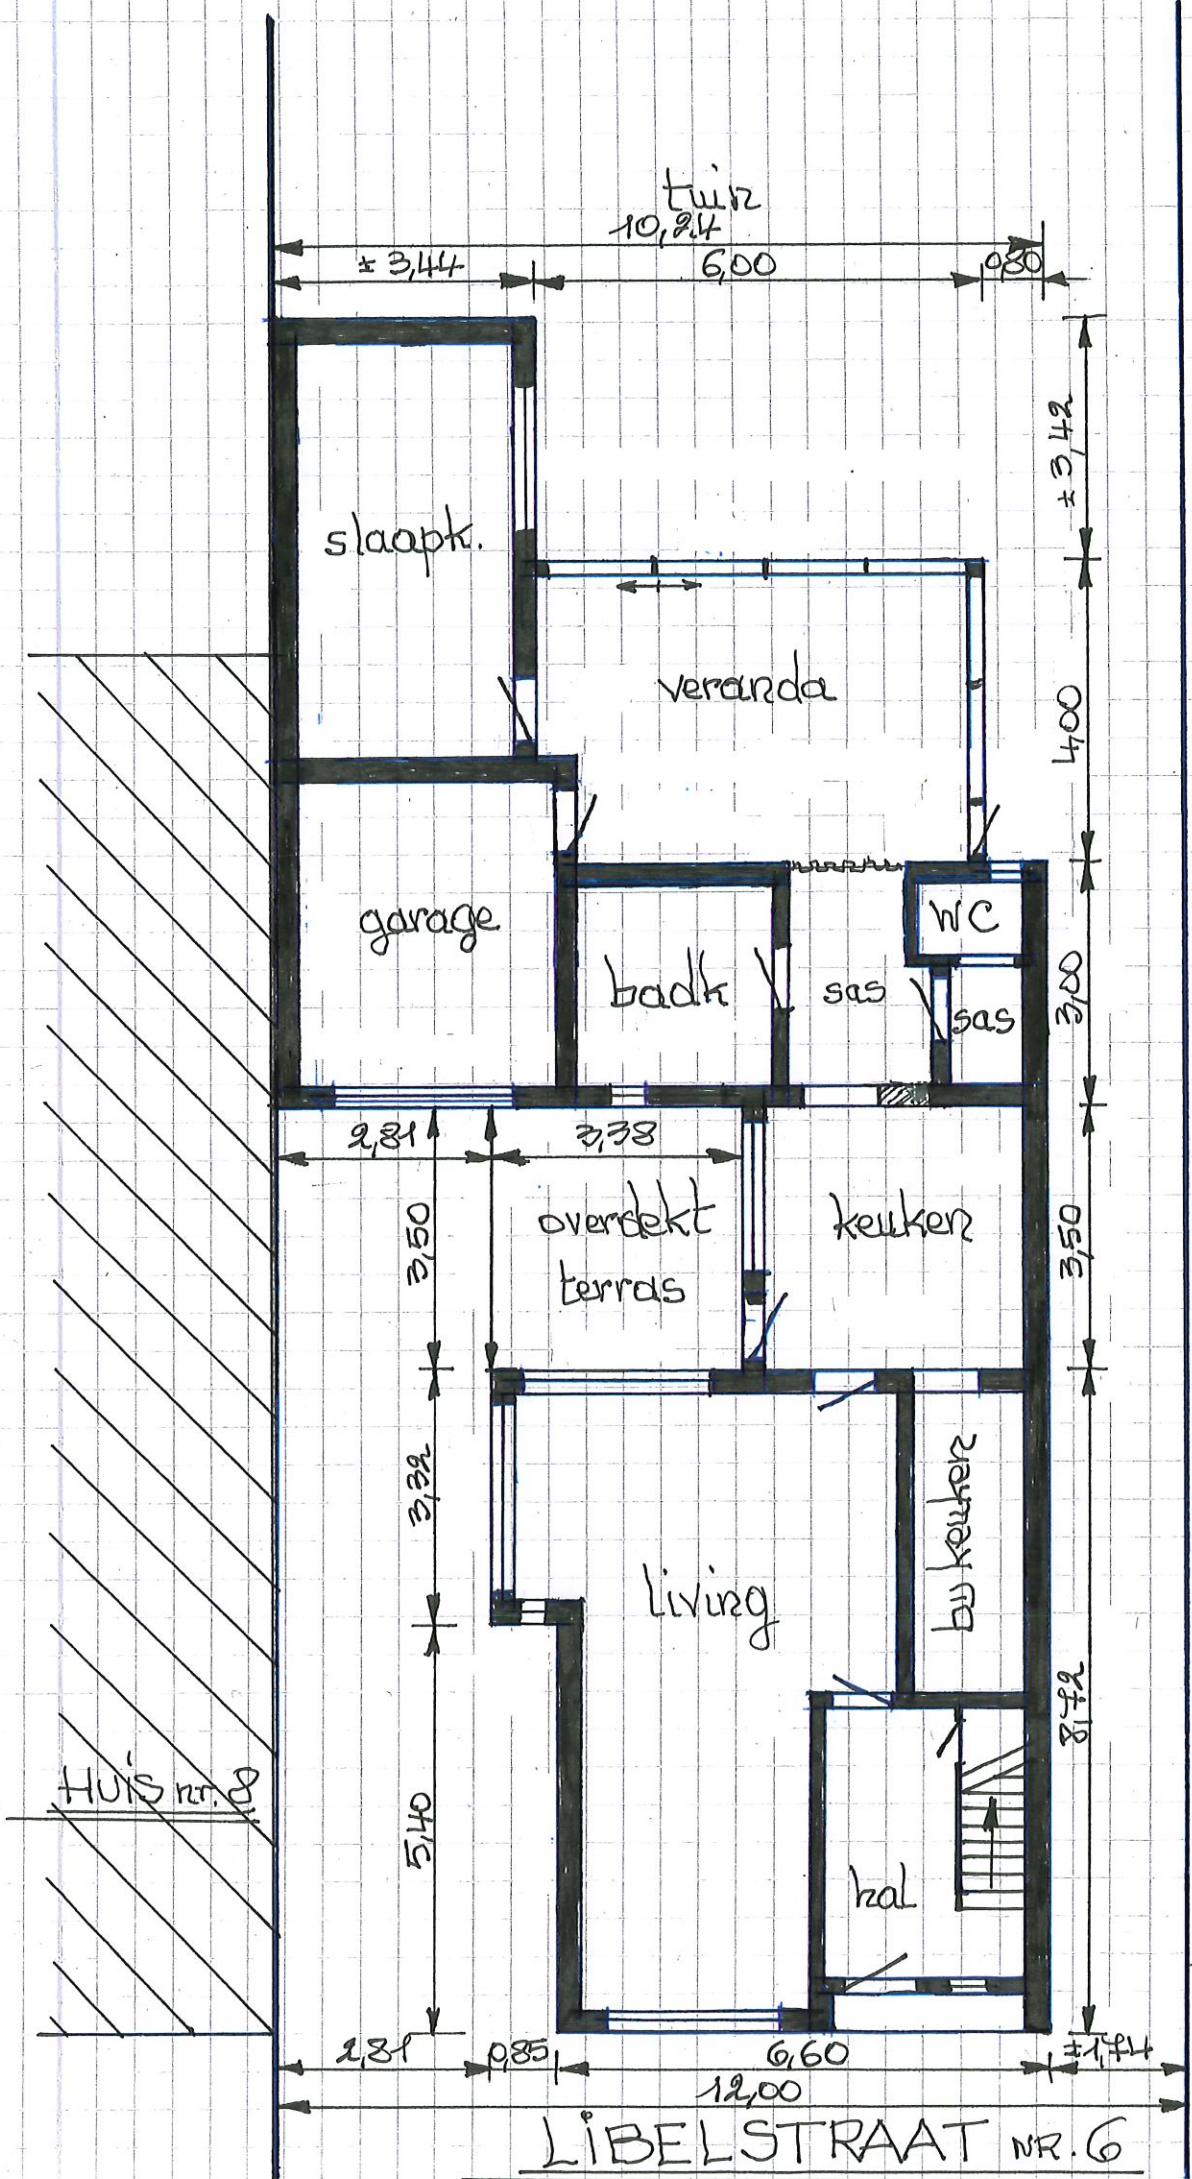 tuin
10,24
± 3,44
6,00
0,80
± 3,42
slaapk.
veranda
4,00
garage
WC
badk
sas
sas
3,00
2,81
3,38
3,50
overdekt
terras
keuken
3,50
3,32
living
bijkeuken
8,72
HUIS nr. 8
5,40
hal
2,81
0,85
6,60
±1,74
12,00
LIBELSTRAAT NR. 6